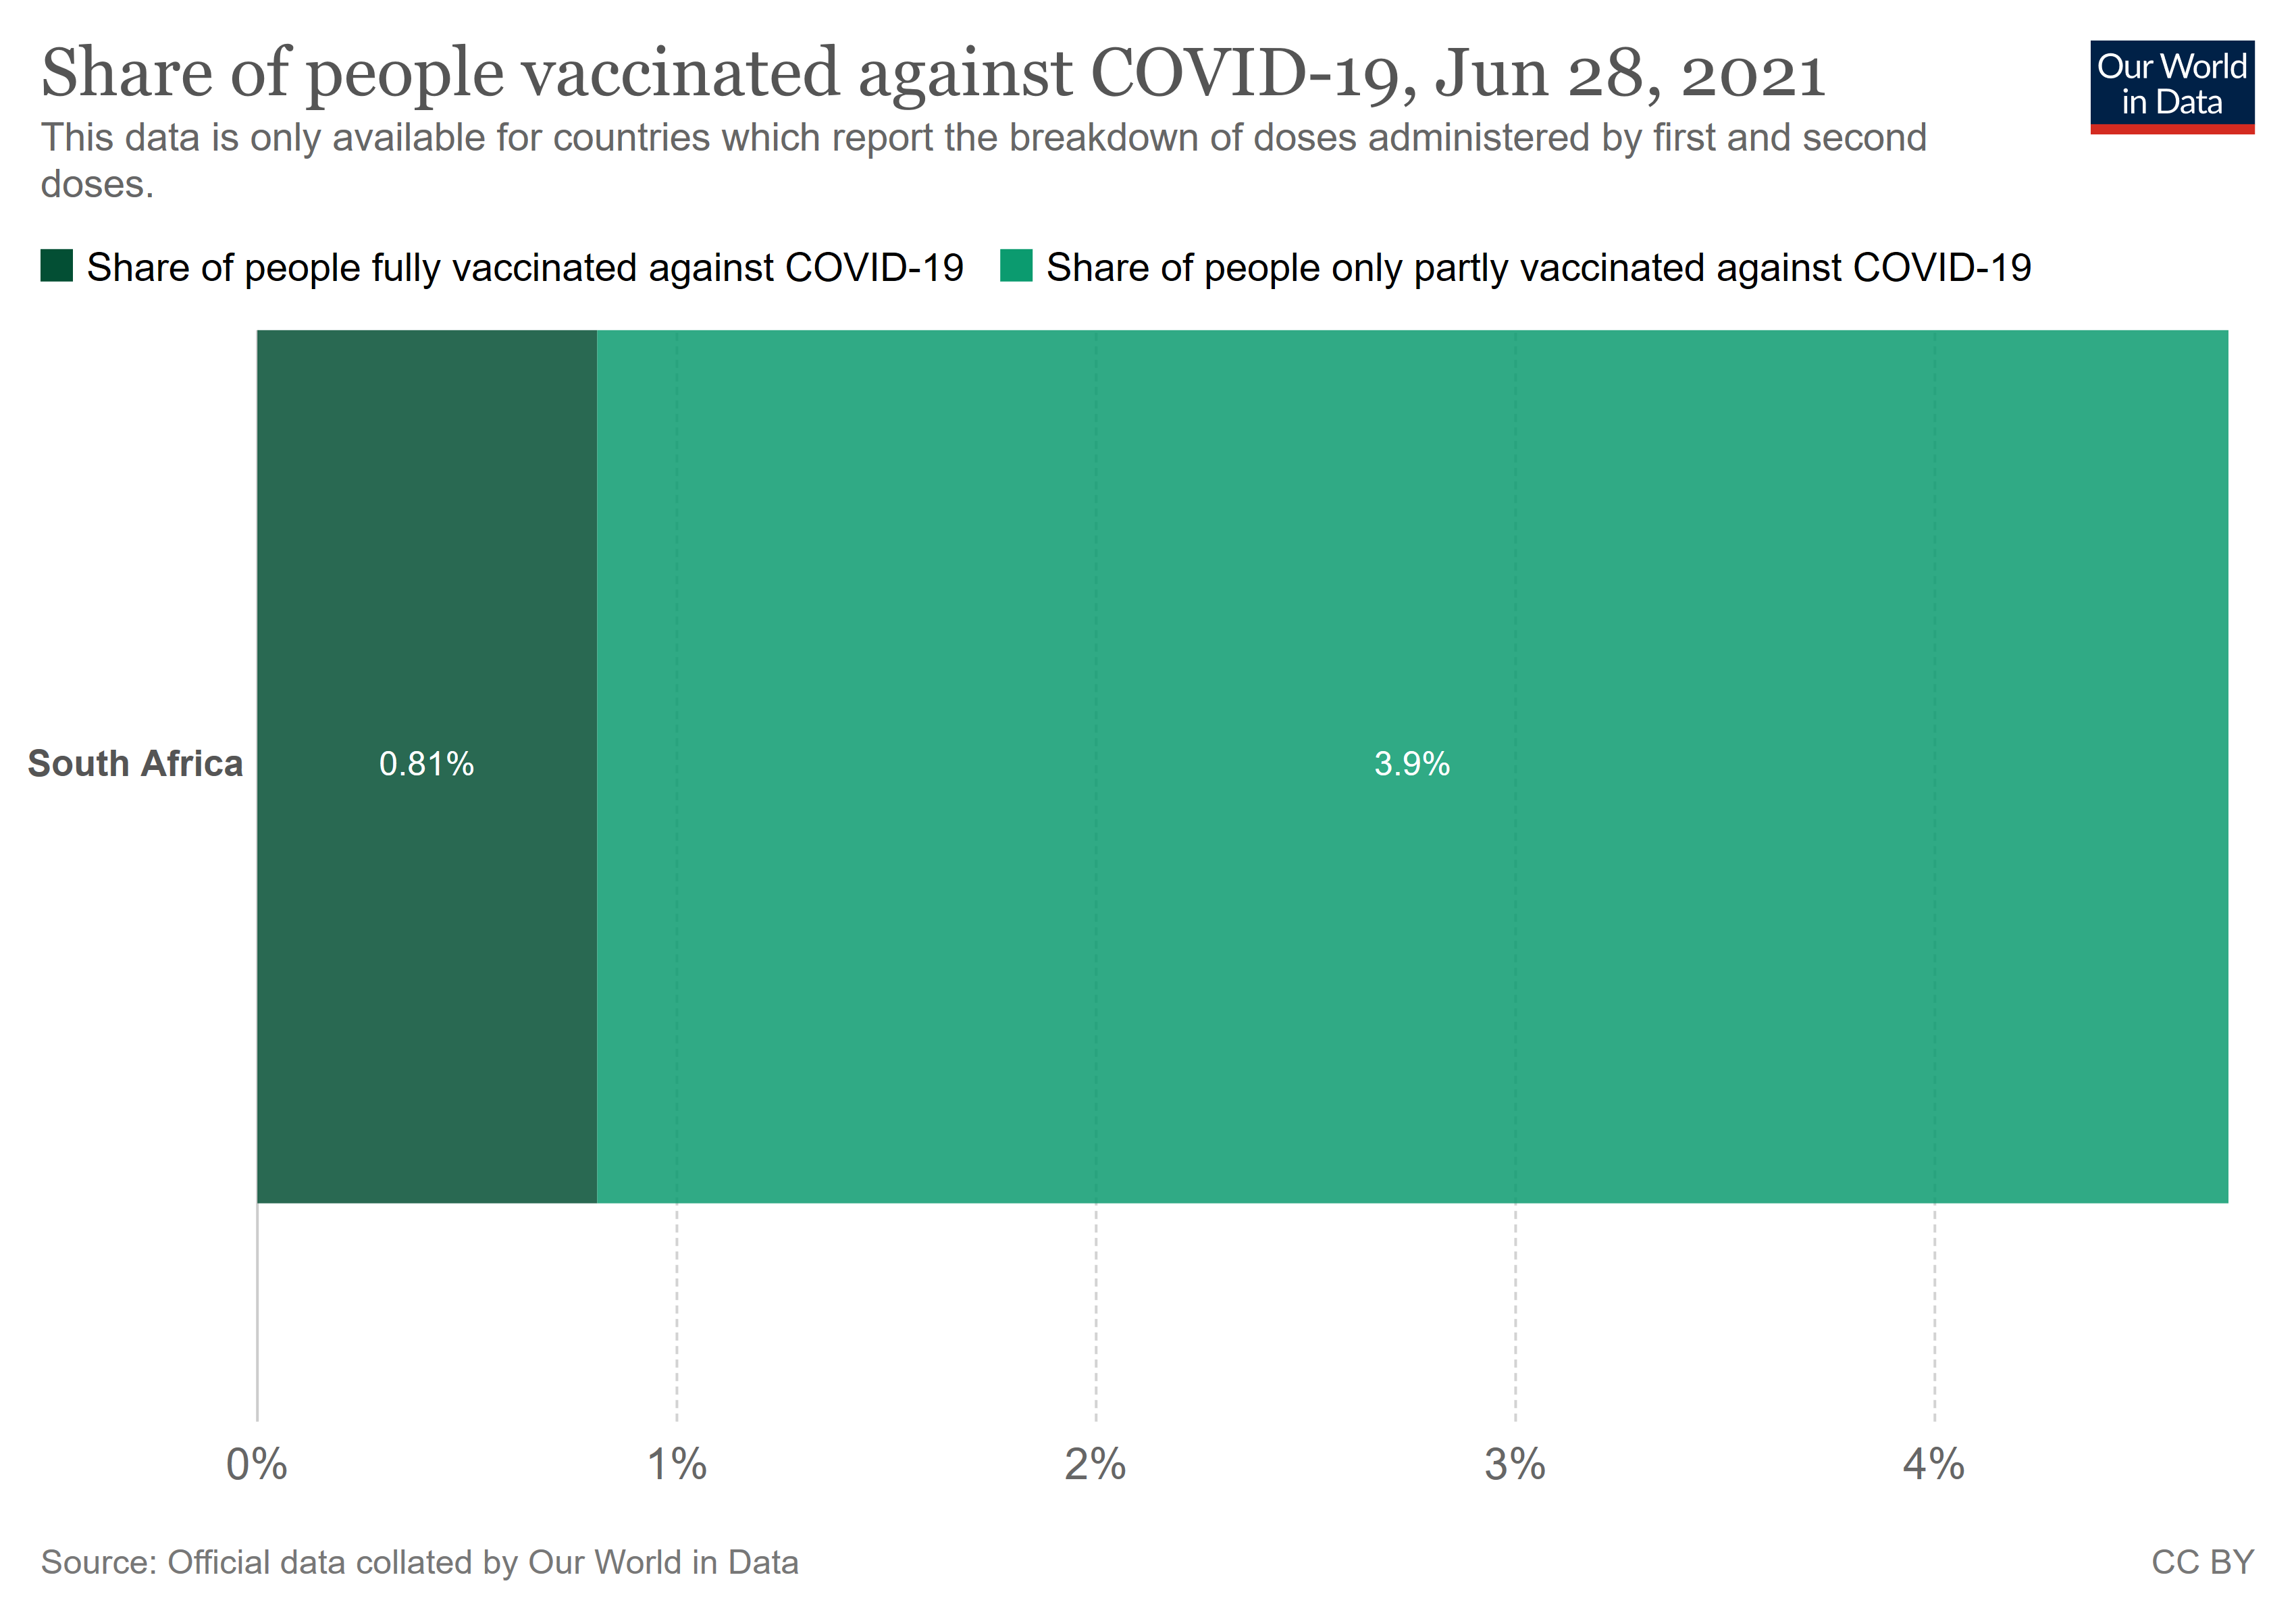 Share of people vaccinated against COVID-19, Jun 28, 2021
Our World
in Data
This data is only available for countries which report the breakdown of doses administered by first and second
doses.
Share of people fully vaccinated against COVID-19
Share of people only partly vaccinated against COVID-19
South Africa
0.81%
3.9%
0%
1%
2%
3%
4%
Source: Official data collated by Our World in Data
CC BY